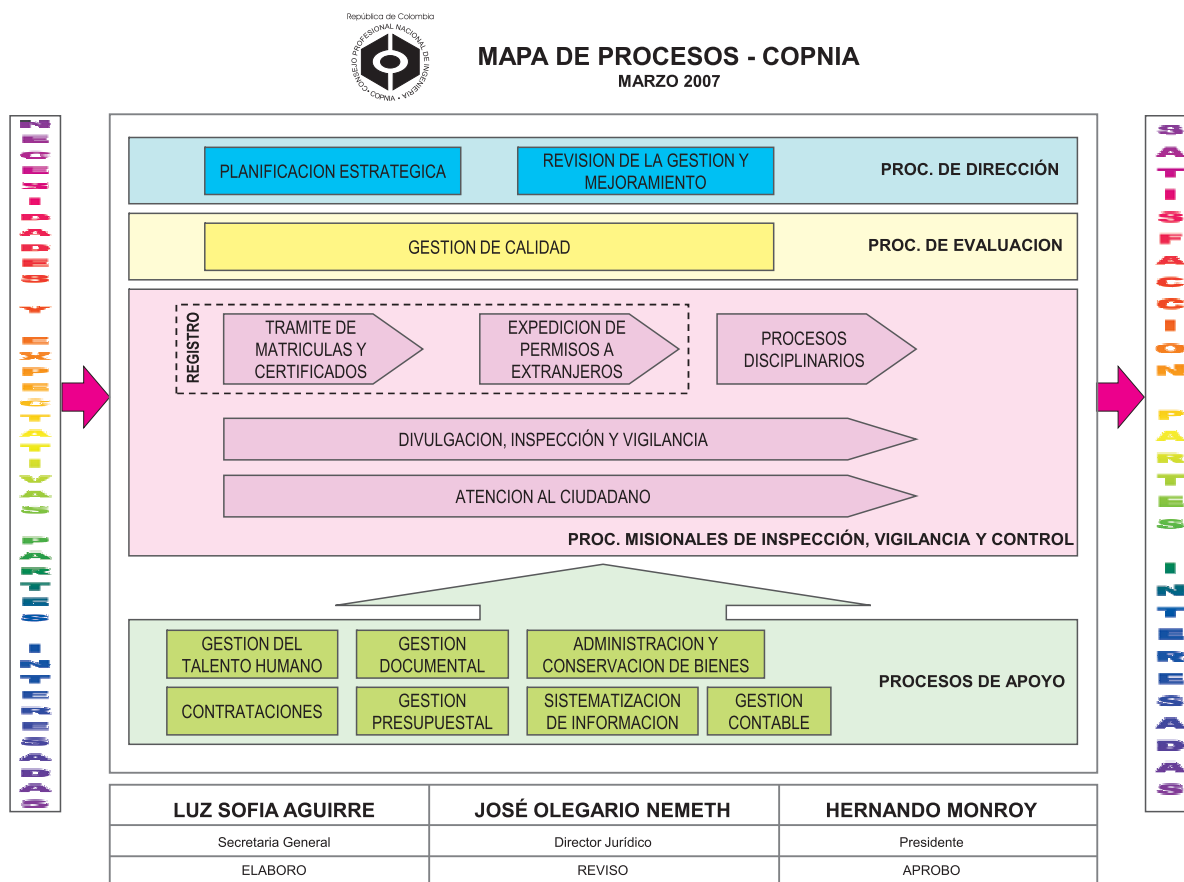 República de Colombia
CONSEJO PROFESIONAL NACIONAL DE INGENIERÍA
• COPNIA •
MAPA DE PROCESOS - COPNIA
MARZO 2007
NECESIDADES Y EXPECTATIVAS PARTES INTERESADAS
PLANIFICACION ESTRATEGICA
REVISION DE LA GESTION Y
MEJORAMIENTO
PROC. DE DIRECCIÓN
GESTION DE CALIDAD
PROC. DE EVALUACION
REGISTRO
TRAMITE DE
MATRICULAS Y
CERTIFICADOS
EXPEDICION DE
PERMISOS A
EXTRANJEROS
PROCESOS
DISCIPLINARIOS
DIVULGACION, INSPECCIÓN Y VIGILANCIA
ATENCION AL CIUDADANO
PROC. MISIONALES DE INSPECCIÓN, VIGILANCIA Y CONTROL
GESTION DEL
TALENTO HUMANO
GESTION
DOCUMENTAL
ADMINISTRACION Y
CONSERVACION DE BIENES
PROCESOS DE APOYO
CONTRATACIONES
GESTION
PRESUPUESTAL
SISTEMATIZACION
DE INFORMACION
GESTION
CONTABLE
SATISFACCION PARTES INTERESADAS
LUZ SOFIA AGUIRRE
JOSÉ OLEGARIO NEMETH
HERNANDO MONROY
Secretaria General
Director Jurídico
Presidente
ELABORO
REVISO
APROBO